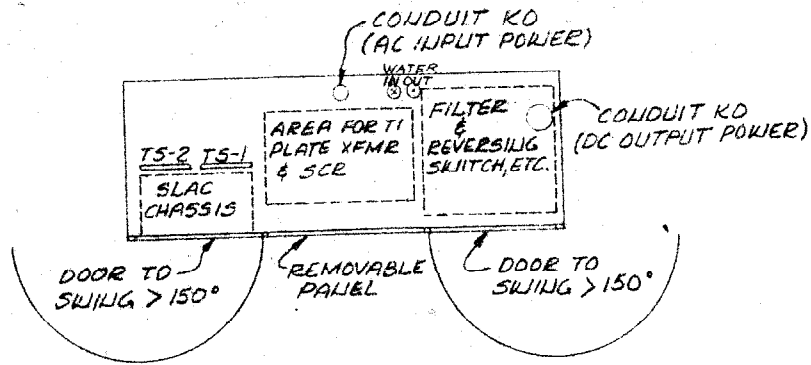 CONDUIT KO
(AC INPUT POWER)
WATER
IN OUT
CONDUIT KO
(DC OUTPUT POWER)
AREA FOR T1
PLATE XFMR
& SCR
FILTER
&
REVERSING
SWITCH, ETC.
TS-2 TS-1
SLAC
CHASSIS
DOOR TO
SWING > 150°
REMOVABLE
PANEL
DOOR TO
SWING > 150°